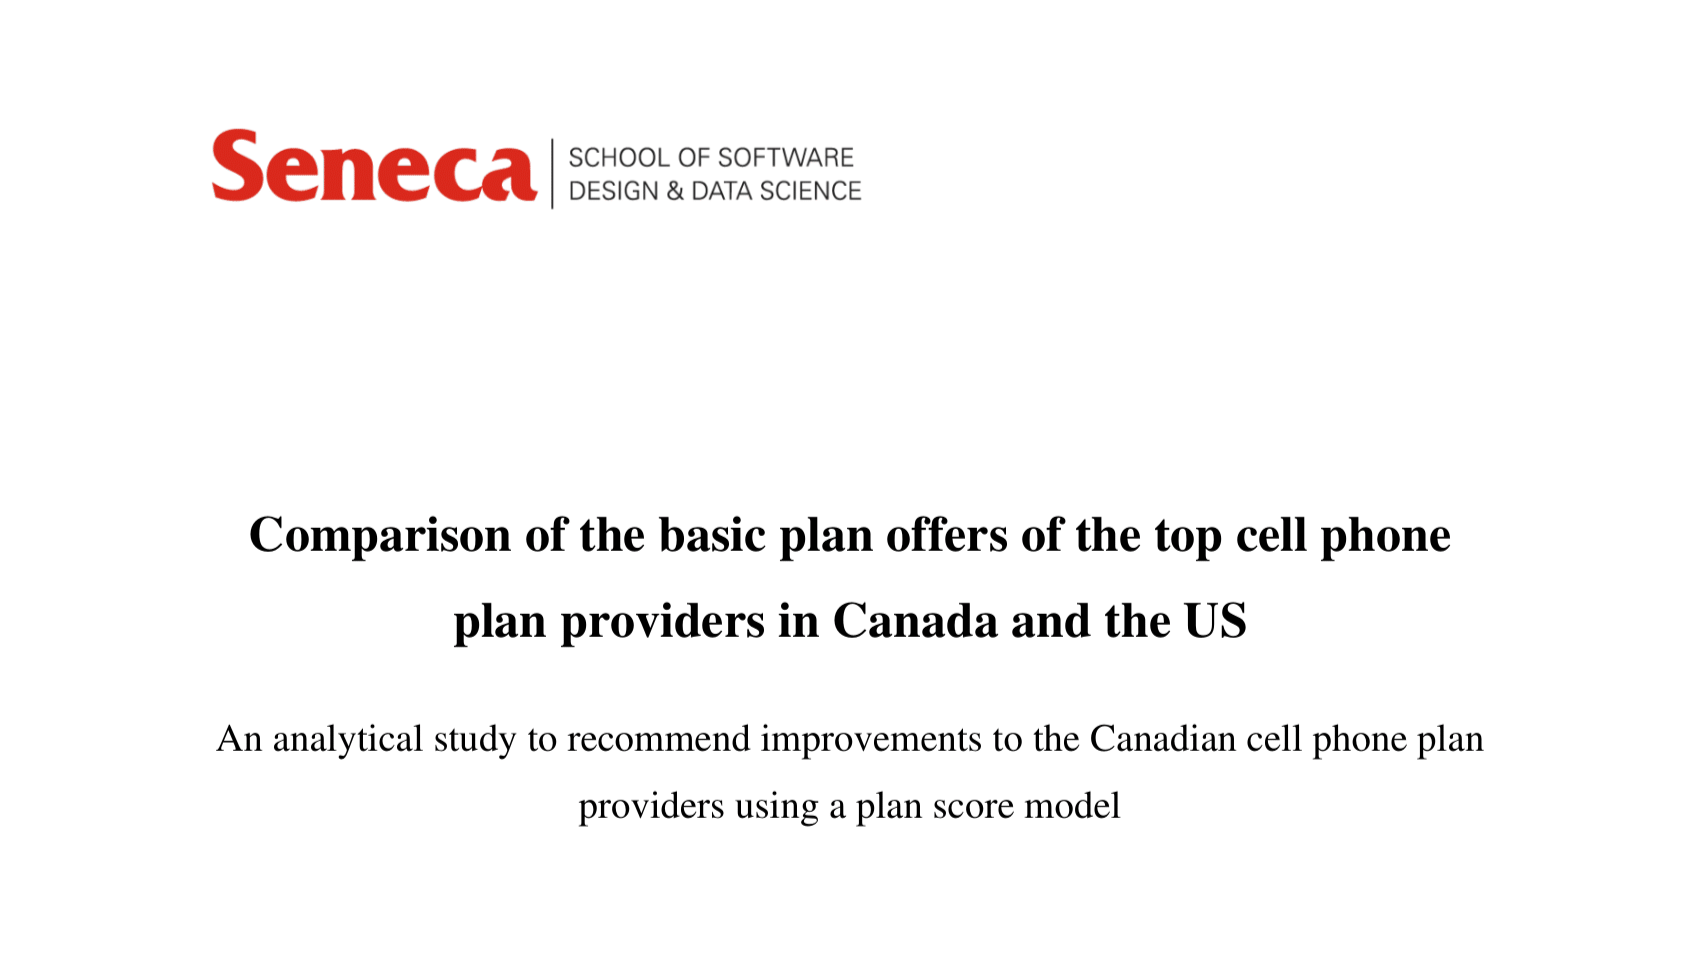 Seneca
SCHOOL OF SOFTWARE
DESIGN & DATA SCIENCE
Comparison of the basic plan offers of the top cell phone
plan providers in Canada and the US
An analytical study to recommend improvements to the Canadian cell phone plan
providers using a plan score model